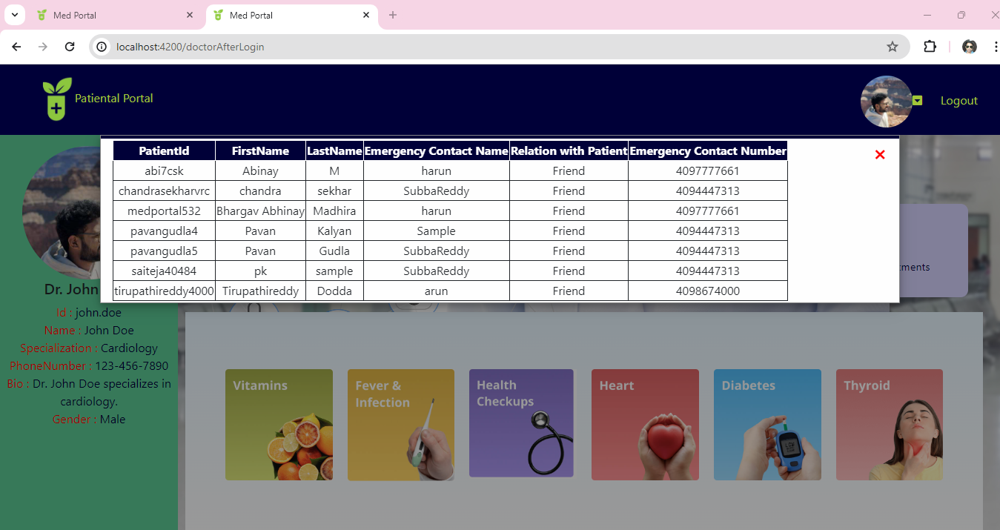 Med Portal
Med Portal
localhost:4200/doctorAfterLogin
Patiental Portal
Logout
PatientId FirstName LastName Emergency Contact Name Relation with Patient Emergency Contact Number
abi7csk Abinay M harun Friend 4097777661
chandrasekharvrc chandra sekhar SubbaReddy Friend 4094447313
medportal532 Bhargav Abhinay Madhira harun Friend 4097777661
pavangudla4 Pavan Kalyan Sample Friend 4094447313
pavangudla5 Pavan Gudla SubbaReddy Friend 4094447313
saiteja40484 pk sample SubbaReddy Friend 4094447313
tirupathireddy4000 Tirupathireddy Dodda arun Friend 4098674000
Dr. John
Id : john.doe
Name : John Doe
Specialization : Cardiology
PhoneNumber : 123-456-7890
Bio : Dr. John Doe specializes in
cardiology.
Gender : Male
Vitamins
Fever &
Infection
Health
Checkups
Heart
Diabetes
Thyroid